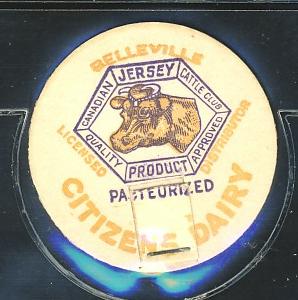 BELLEVILLE
CANADIAN JERSEY CATTLE CLUB
QUALITY PRODUCT APPROVED
LICENSED DISTRIBUTOR
PASTEURIZED
CITIZENS DAIRY